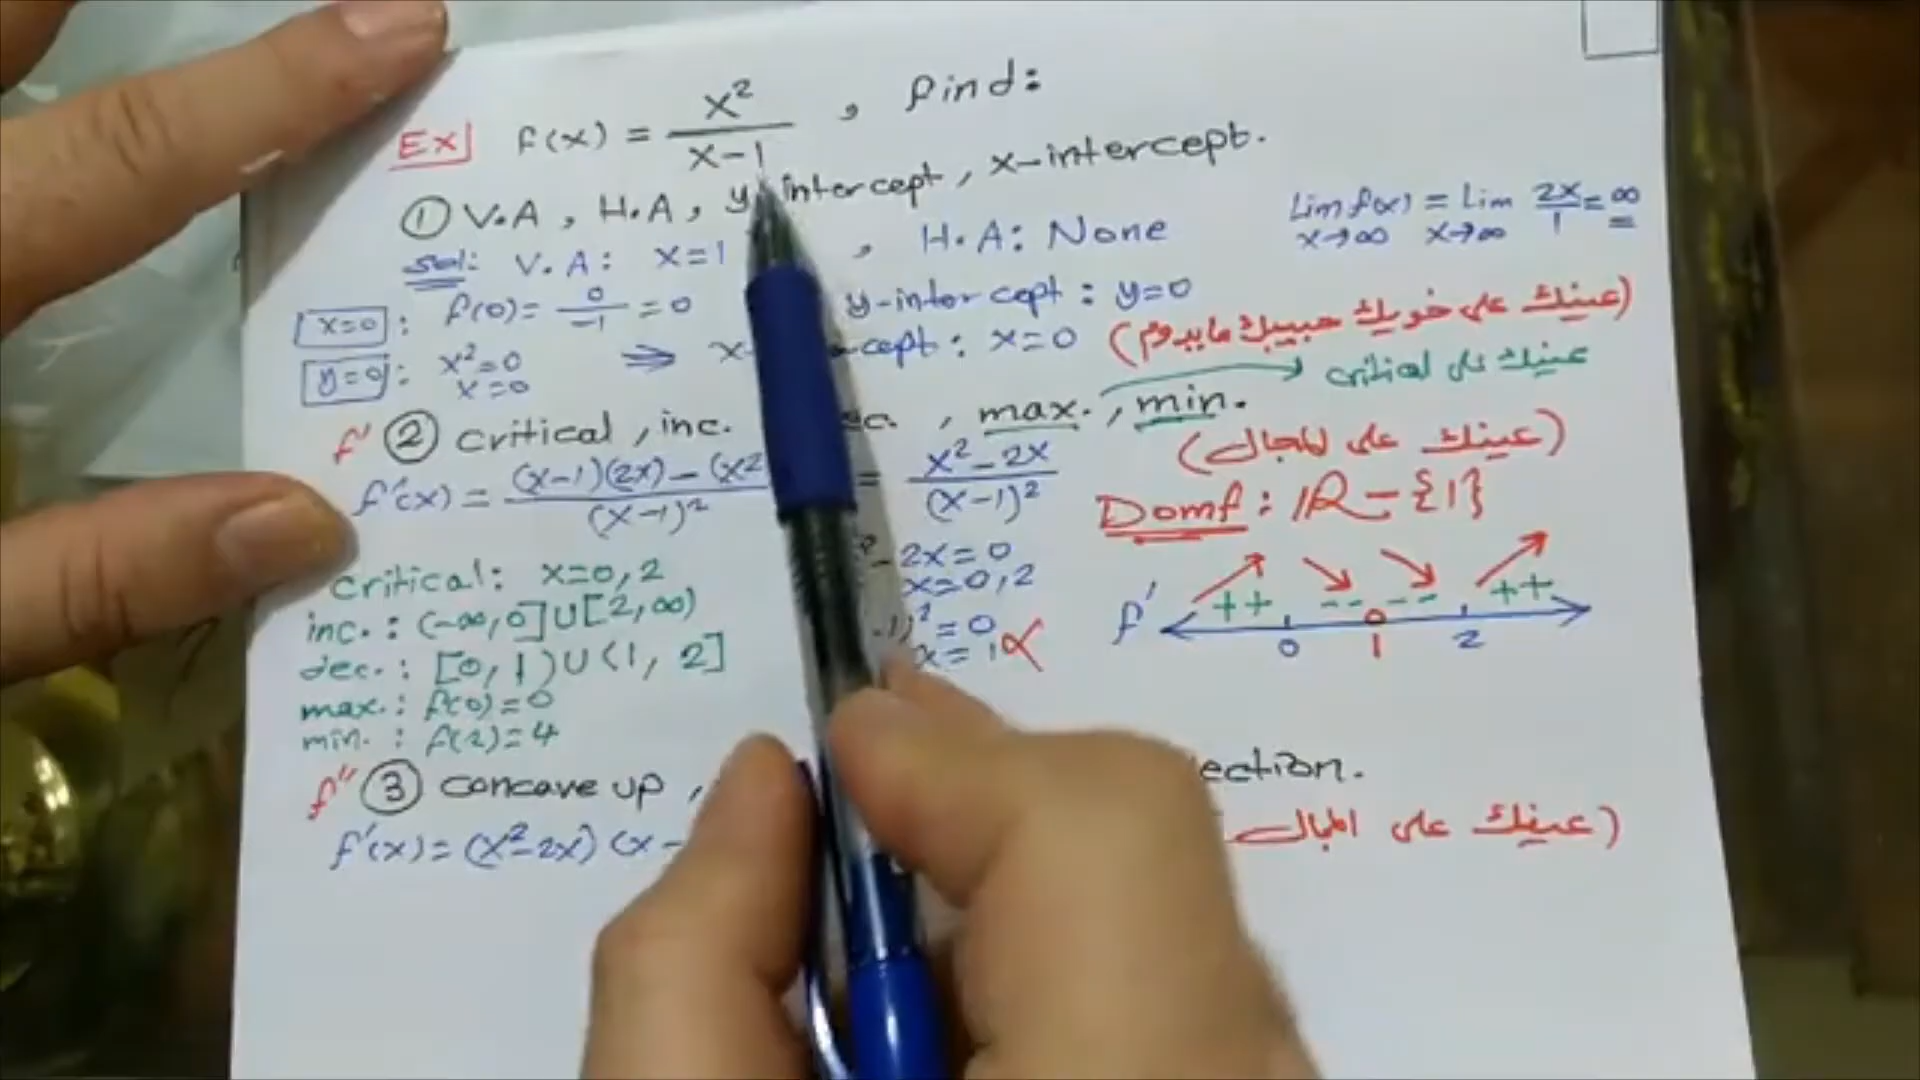 Ex f(x) = x²/(x-1) , find:
① V.A , H.A , y intercept , x-intercept.
Sol: V.A: x=1 , H.A: None
Lim f(x) = Lim 2x/1 = ∞
x→∞ x→∞
x=0 : f(0) = 0/-1 = 0 y-intercept : y=0
y=0 : x²=0 ⇒ x- cept : x=0 (عينك على خويك حبيبك مايدوم)
x=0
عينك على critical
f' ② critical , inc. , max. , min.
(عينك على المجال)
f'(x) = (x-1)(2x) - (x² / (x-1)² = (x²-2x)/(x-1)²
Domf : ℝ - {1}
- 2x = 0
x=0,2
-1)² = 0
x = 1
critical : x=0,2
inc. : (-∞,0]∪[2,∞)
dec. : [0,1)∪(1,2]
max. : f(0)=0
min. : f(2)=4
f' ++ -- -- ++
0 1 2
f" ③ concave up , ection.
f'(x) = (x²-2x)(x-
(عينك على المجال)